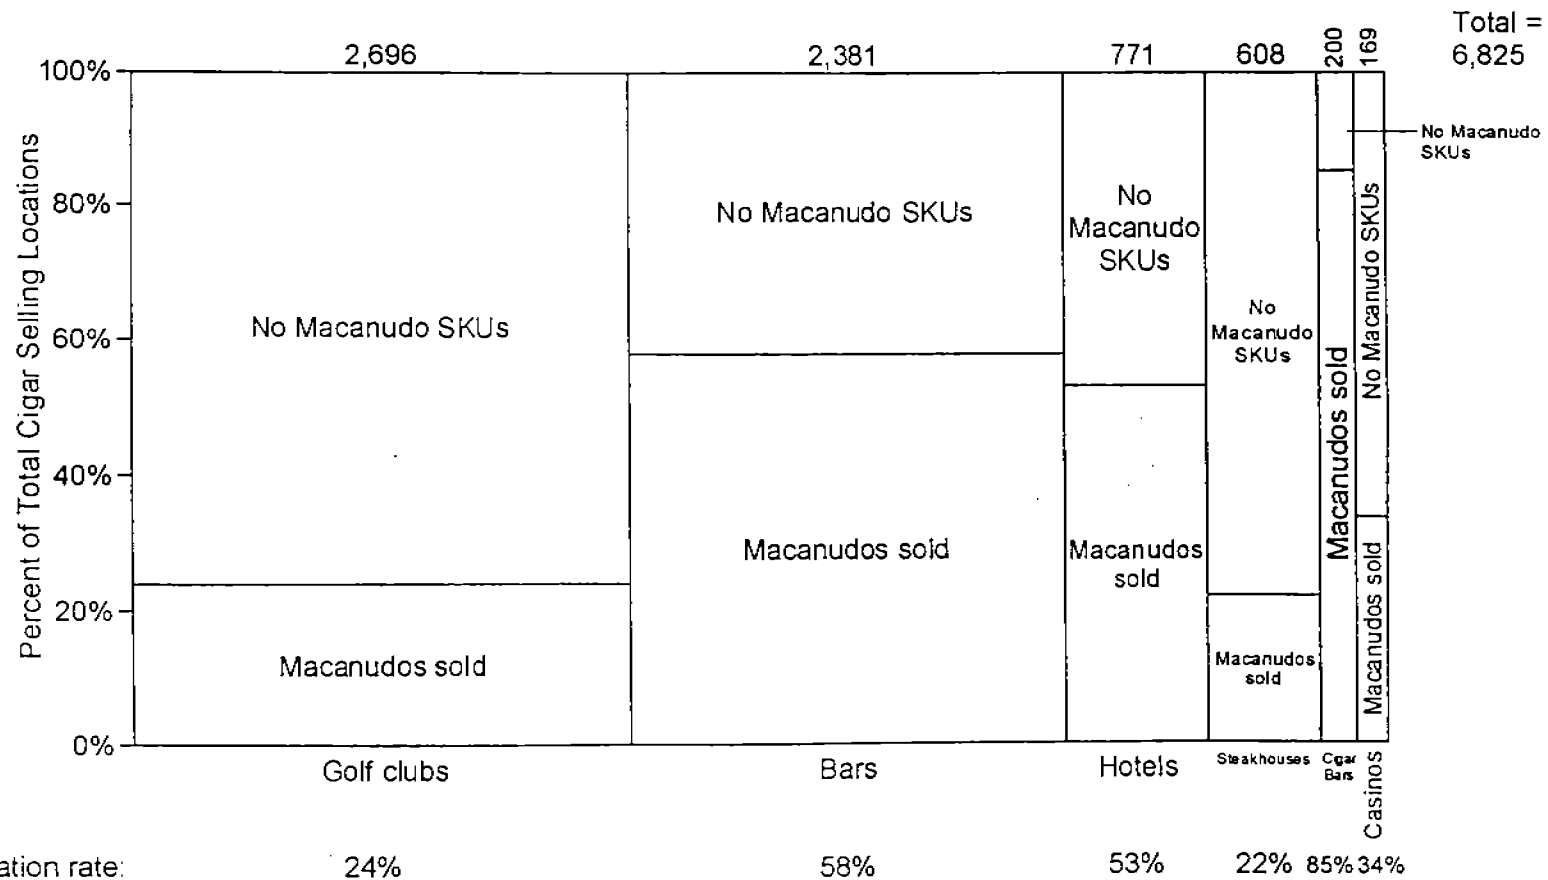 Total =
6,825
2,696
2,381
771
608
200
169
100%
80%
60%
40%
20%
0%
Percent of Total Cigar Selling Locations
No Macanudo SKUs
Macanudos sold
No Macanudo SKUs
Macanudos sold
No
Macanudo
SKUs
Macanudos
sold
No
Macanudo
SKUs
Macanudos
sold
No Macanudo
SKUs
Macanudos sold
No Macanudo SKUs
Macanudos sold
Golf clubs
Bars
Hotels
Steakhouses
Cigar
Bars
Casinos
ation rate:
24%
58%
53%
22%
85%
34%